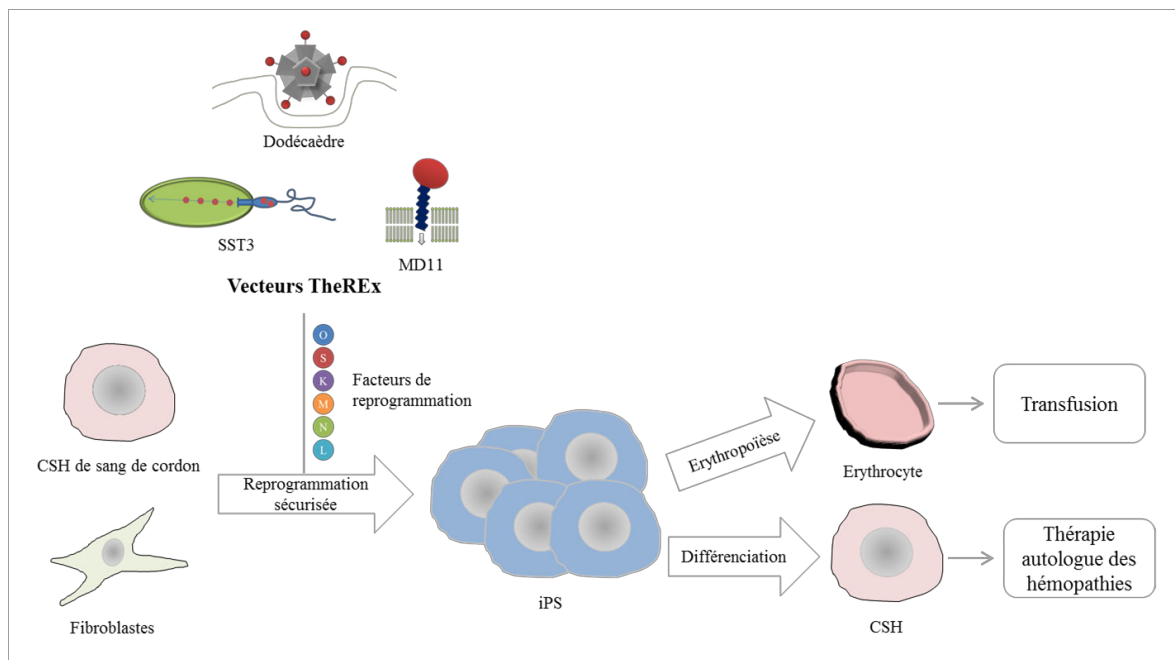 Dodécaèdre
SST3
MD11
Vecteurs TheREx
O
S
K
M
N
L
Facteurs de
reprogrammation
CSH de sang de cordon
Fibroblastes
Reprogrammation
sécurisée
iPS
Erythropoïèse
Erythrocyte
Transfusion
Différenciation
CSH
Thérapie
autologue des
hémopathies